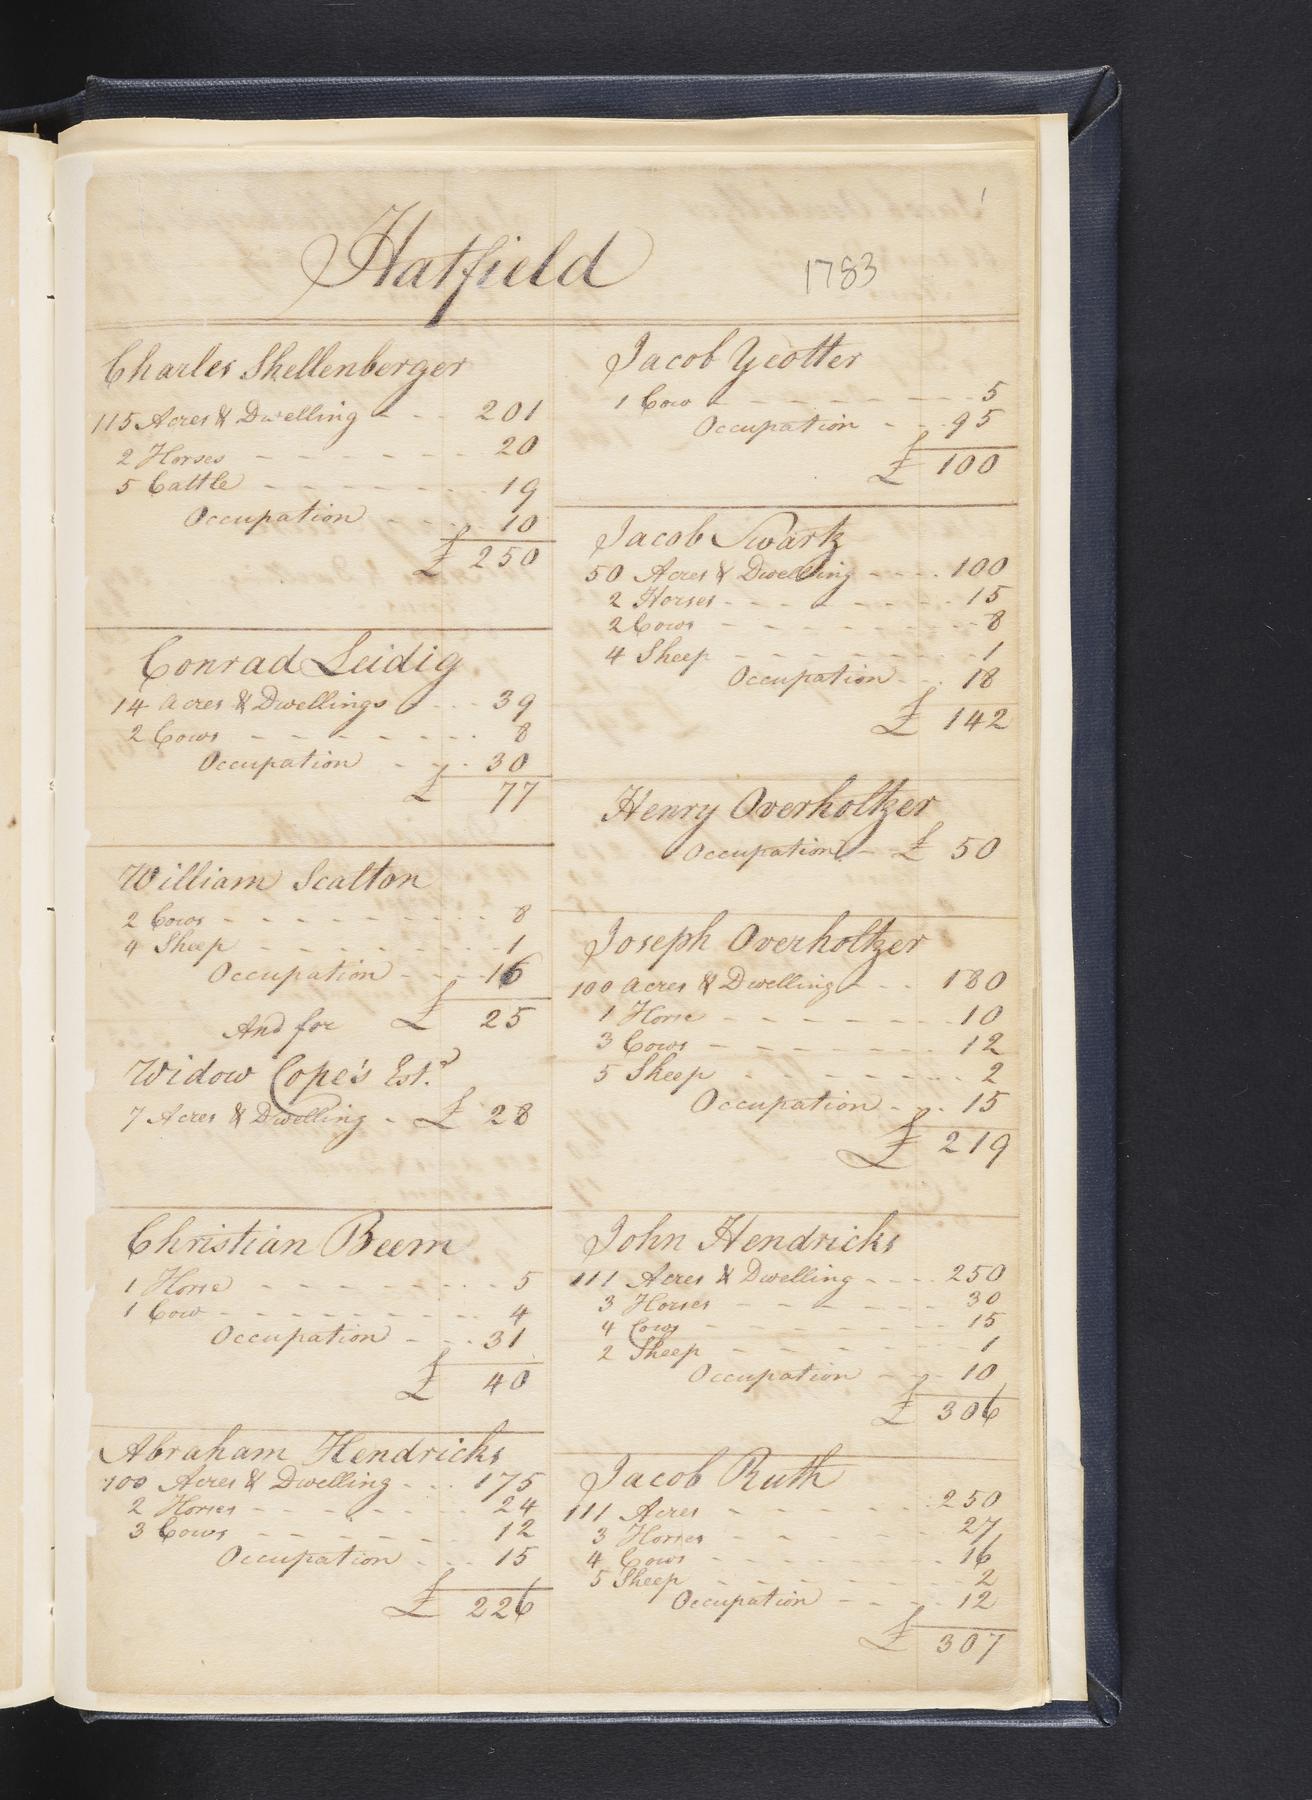 1
Hatfield
1783
Charles Shellenberger
115 Acres & Dwelling - - - 201
2 Horses - - - - - - - 20
5 Cattle - - - - - - - 19
Occupation - - - - 10
£ 250
Conrad Leidig
14 Acres & Dwellings - - - 39
2 Cows - - - - - - - 8
Occupation - - - 30
£ 77
William Scalton
2 Cows - - - - - - - - 8
4 Sheep - - - - - - - 1
Occupation - - - - 16
£ 25
And for
Widow Cope's Est.
7 Acres & Dwelling - £ 28
Christian Beem
1 Horse - - - - - - - 5
1 Cow - - - - - - - - 4
Occupation - - - 31
£ 40
Abraham Hendricks
100 Acres & Dwelling - - - 175
2 Horses - - - - - - - 24
3 Cows - - - - - - - 12
Occupation - - - 15
£ 226
Jacob Yeotter
1 Cow - - - - - - - - 5
Occupation - - - 95
£ 100
Jacob Swartz
50 Acres & Dwelling - - - - 100
2 Horses - - - - - - - 15
2 Cows - - - - - - - 8
4 Sheep - - - - - - - 1
Occupation - - - 18
£ 142
Henry Overholtzer
Occupation - £ 50
Joseph Overholtzer
100 Acres & Dwelling - - - 180
1 Horse - - - - - - - 10
3 Cows - - - - - - - 12
5 Sheep - - - - - - - 2
Occupation - - - 15
£ 219
John Hendricks
111 Acres & Dwelling - - - - 250
3 Horses - - - - - - - 30
4 Cows - - - - - - - 15
2 Sheep - - - - - - - 1
Occupation - - - 10
£ 306
Jacob Ruth
111 Acres - - - - - - - 250
3 Horses - - - - - - - 27
4 Cows - - - - - - - 16
5 Sheep - - - - - - - 2
Occupation - - - - 12
£ 307